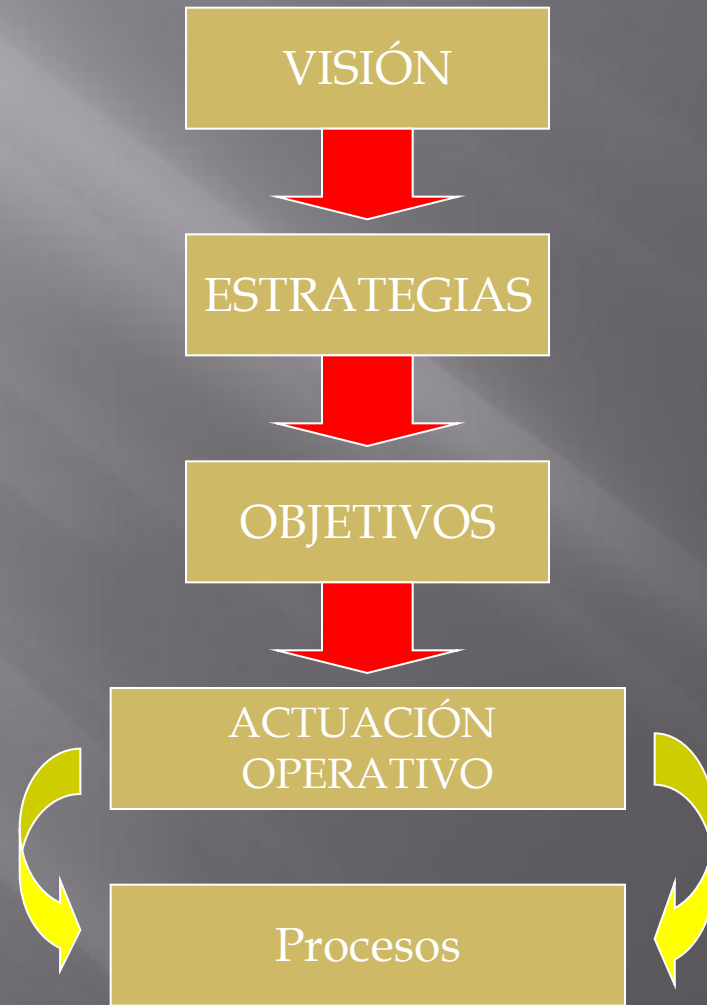 VISIÓN
ESTRATEGIAS
OBJETIVOS
ACTUACIÓN
OPERATIVO
Procesos